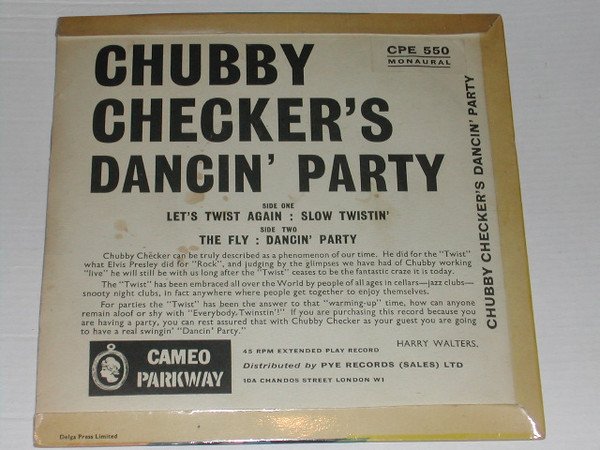 CHUBBY
CHECKER'S
DANCIN' PARTY
CPE 550
MONAURAL
CHUBBY CHECKER'S DANCIN' PARTY
SIDE ONE
LET'S TWIST AGAIN : SLOW TWISTIN'
SIDE TWO
THE FLY : DANCIN' PARTY
Chubby Checker can be truly described as a phenomenon of our time. He did for the "Twist"
what Elvis Presley did for "Rock", and judging by the glimpses we have had of Chubby working
"live" he will still be with us long after the "Twist" ceases to be the fantastic craze it is today.
The "Twist" has been embraced all over the World by people of all ages in cellars—jazz clubs—
snooty night clubs, in fact anywhere where people get together to enjoy themselves.
For parties the "Twist" has been the answer to that "warming-up" time, how can anyone
remain aloof or shy with "Everybody, Twinstin'!" If you are purchasing this record because you
are having a party, you can rest assured that with Chubby Checker as your guest you are going
to have a real swingin' "Dancin' Party."
HARRY WALTERS.
CAMEO
PARKWAY
45 RPM EXTENDED PLAY RECORD
Distributed by PYE RECORDS (SALES) LTD
10A CHANDOS STREET LONDON W1
Delga Press Limited